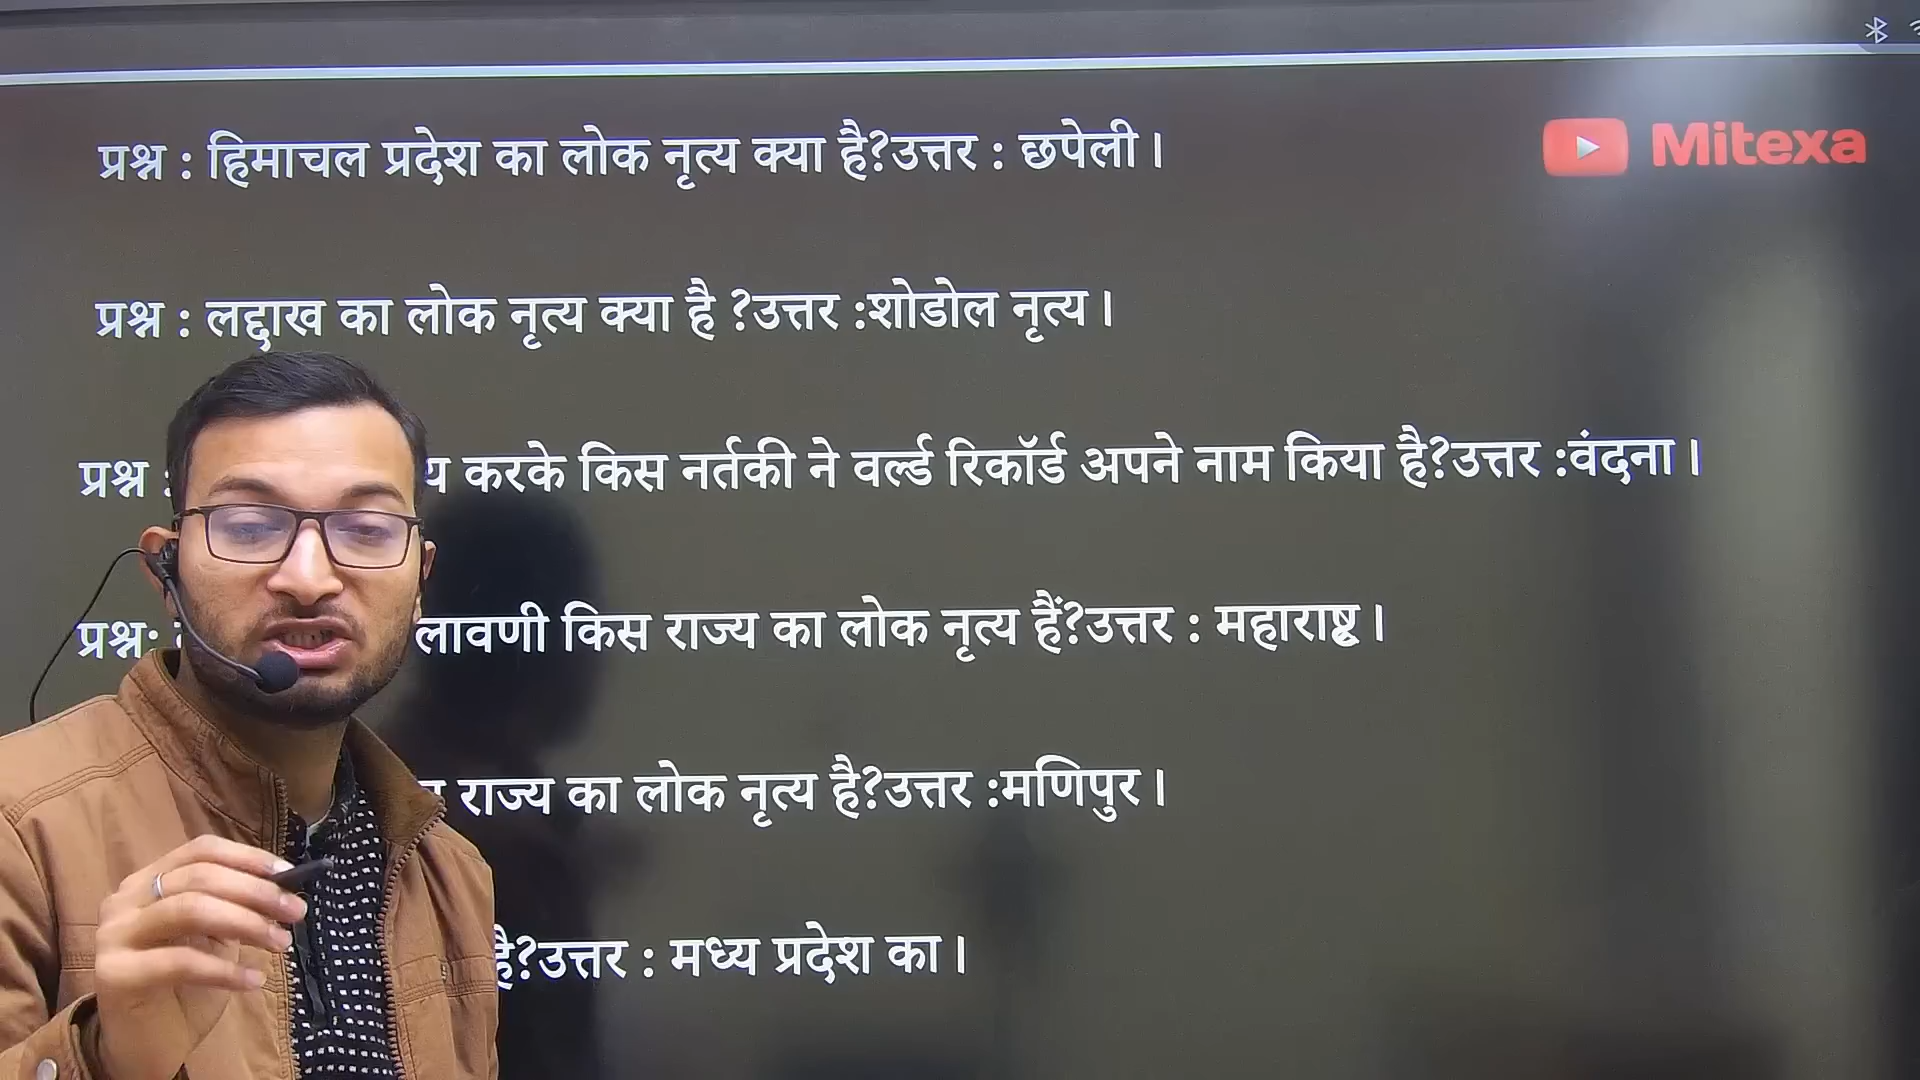 Mitexa
प्रश्न : हिमाचल प्रदेश का लोक नृत्य क्या है?उत्तर : छपेली।
प्रश्न : लद्दाख का लोक नृत्य क्या है ?उत्तर :शोडोल नृत्य।
प्रश्न : करके किस नर्तकी ने वर्ल्ड रिकॉर्ड अपने नाम किया है?उत्तर :वंदना।
प्रश्न: लावणी किस राज्य का लोक नृत्य हैं?उत्तर : महाराष्ट्र।
राज्य का लोक नृत्य है?उत्तर :मणिपुर।
है?उत्तर : मध्य प्रदेश का।